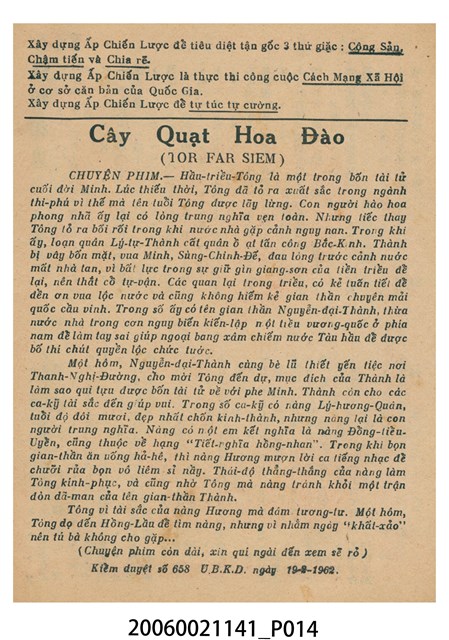 Xây dựng Ấp Chiến Lược để tiêu diệt tận gốc 3 thứ giặc : Cộng Sản,
Chậm tiến và Chia rẽ.
Xây dựng Ấp Chiến Lược là thực thi công cuộc Cách Mạng Xã Hội
ở cơ sở căn bản của Quốc Gia.
Xây dựng Ấp Chiến Lược để tự túc tự cường.
Cây Quạt Hoa Đào
(TOR FAR SIEM)
CHUYỆN PHIM.— Hầu-triều-Tông là một trong bốn tài tử
cuối đời Minh. Lúc thiếu thời, Tông đã tỏ ra xuất sắc trong ngành
thi-phú vì thế mà tên tuổi Tông được lẫy lừng. Con người hào hoa
phong nhã ấy lại có lòng trung nghĩa vẹn toàn. Nhưng tiếc thay
Tông tỏ ra bối rối trong khi nước nhà gặp cảnh nguy nan. Trong khi
ấy, loạn quân Lý-tự-Thành cất quân ồ ạt tấn công Bắc-Kinh. Thành
bị vây bốn mặt, vua Minh, Sùng-Chinh-Đế, đau lòng trước cảnh nước
mất nhà tan, vì bất lực trong sự giữ gìn giang-sơn của tiền triều để
lại, nên thắt cổ tự-vận. Các quan lại trong triều, có kẻ tuẫn tiết để
đền ơn vua lộc nước và cũng không hiếm kẻ gian thần chuyên mãi
quốc cầu vinh. Trong số ấy có tên gian thần Nguyễn-đại-Thành, thừa
nước nhà trong cơn nguy biến kiến-lập một tiểu vương-quốc ở phía
nam để làm tay sai giúp ngoại bang xâm chiếm nước Tàu hầu để được
bố thí chút quyền lộc chức tước.
Một hôm, Nguyễn-đại-Thành cùng bè lũ thiết yến tiệc nơi
Thanh-Nghị-Đường, cho mời Tông đến dự, mục đích của Thành là
làm sao qui tựu được bốn tài tử về với phe Minh. Thành còn cho các
ca-kỹ tài sắc đến giúp vui. Trong số ca-kỹ có nàng Lý-hương-Quân,
tuổi độ đôi mươi, đẹp nhất chốn kinh-thành, nhưng nàng lại là con
người trung nghĩa. Nàng có một em kết nghĩa là nàng Đồng-tiểu-
Uyển, cũng thuộc về hạng “Tiết-nghĩa hồng-nhan”. Trong khi bọn
gian-thần ăn uống hả-hê, thì nàng Hương mượn lời ca tiếng nhạc để
chưởi rủa bọn vô liêm sỉ nầy. Thái-độ thẳng-thắng của nàng làm
Tông kinh-phục, và cũng nhờ Tông mà nàng tránh khỏi một trận
đòn dã-man của tên gian-thần Thành.
Tông vì tài sắc của nàng Hương mà đâm tương-tư. Một hôm,
Tông dọ đến Hồng-Lầu để tìm nàng, nhưng vì nhằm ngày “khất-xảo”
nên tú bà không cho gặp...
(Chuyện phim còn dài, xin quí ngài đến xem sẽ rõ)
Kiểm duyệt số 658 U.B.K.D. ngày 19-2-1962.
20060021141_P014